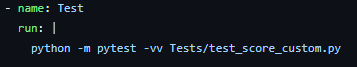 - name: Test
run: |
python -m pytest -vv Tests/test_score_custom.py